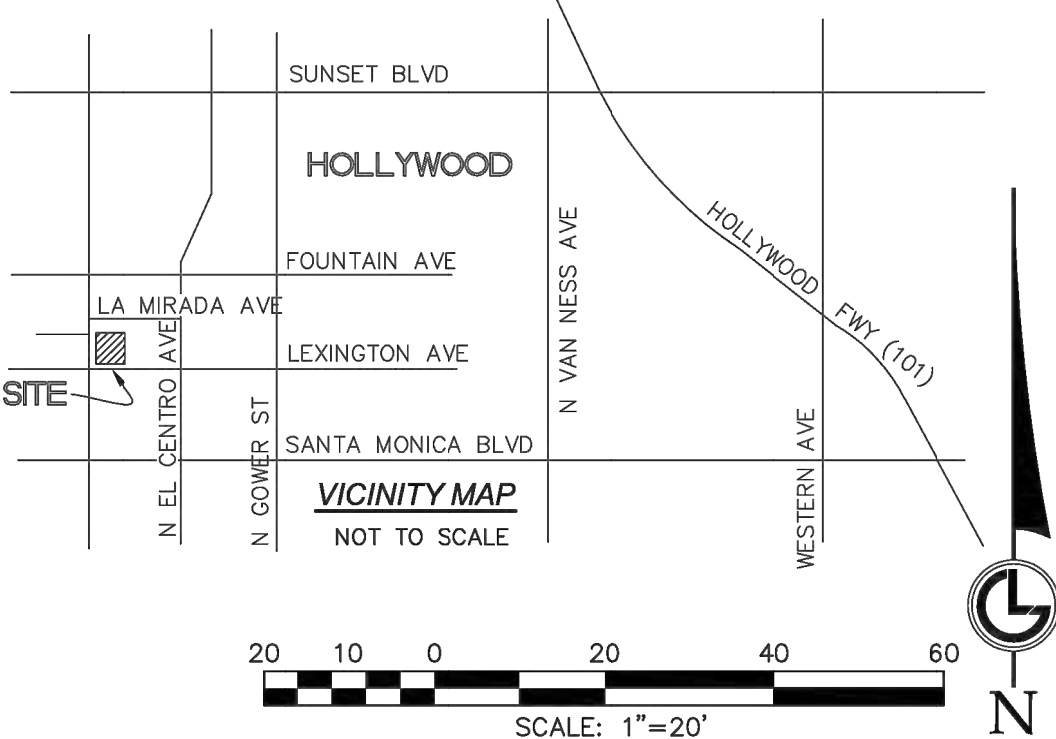 SUNSET BLVD
HOLLYWOOD
N VAN NESS AVE
HOLLYWOOD FWY (101)
FOUNTAIN AVE
LA MIRADA AVE
LEXINGTON AVE
SITE
N EL CENTRO AVE
N GOWER ST
SANTA MONICA BLVD
WESTERN AVE
VICINITY MAP
NOT TO SCALE
20 10 0 20 40 60
SCALE: 1"=20'
N